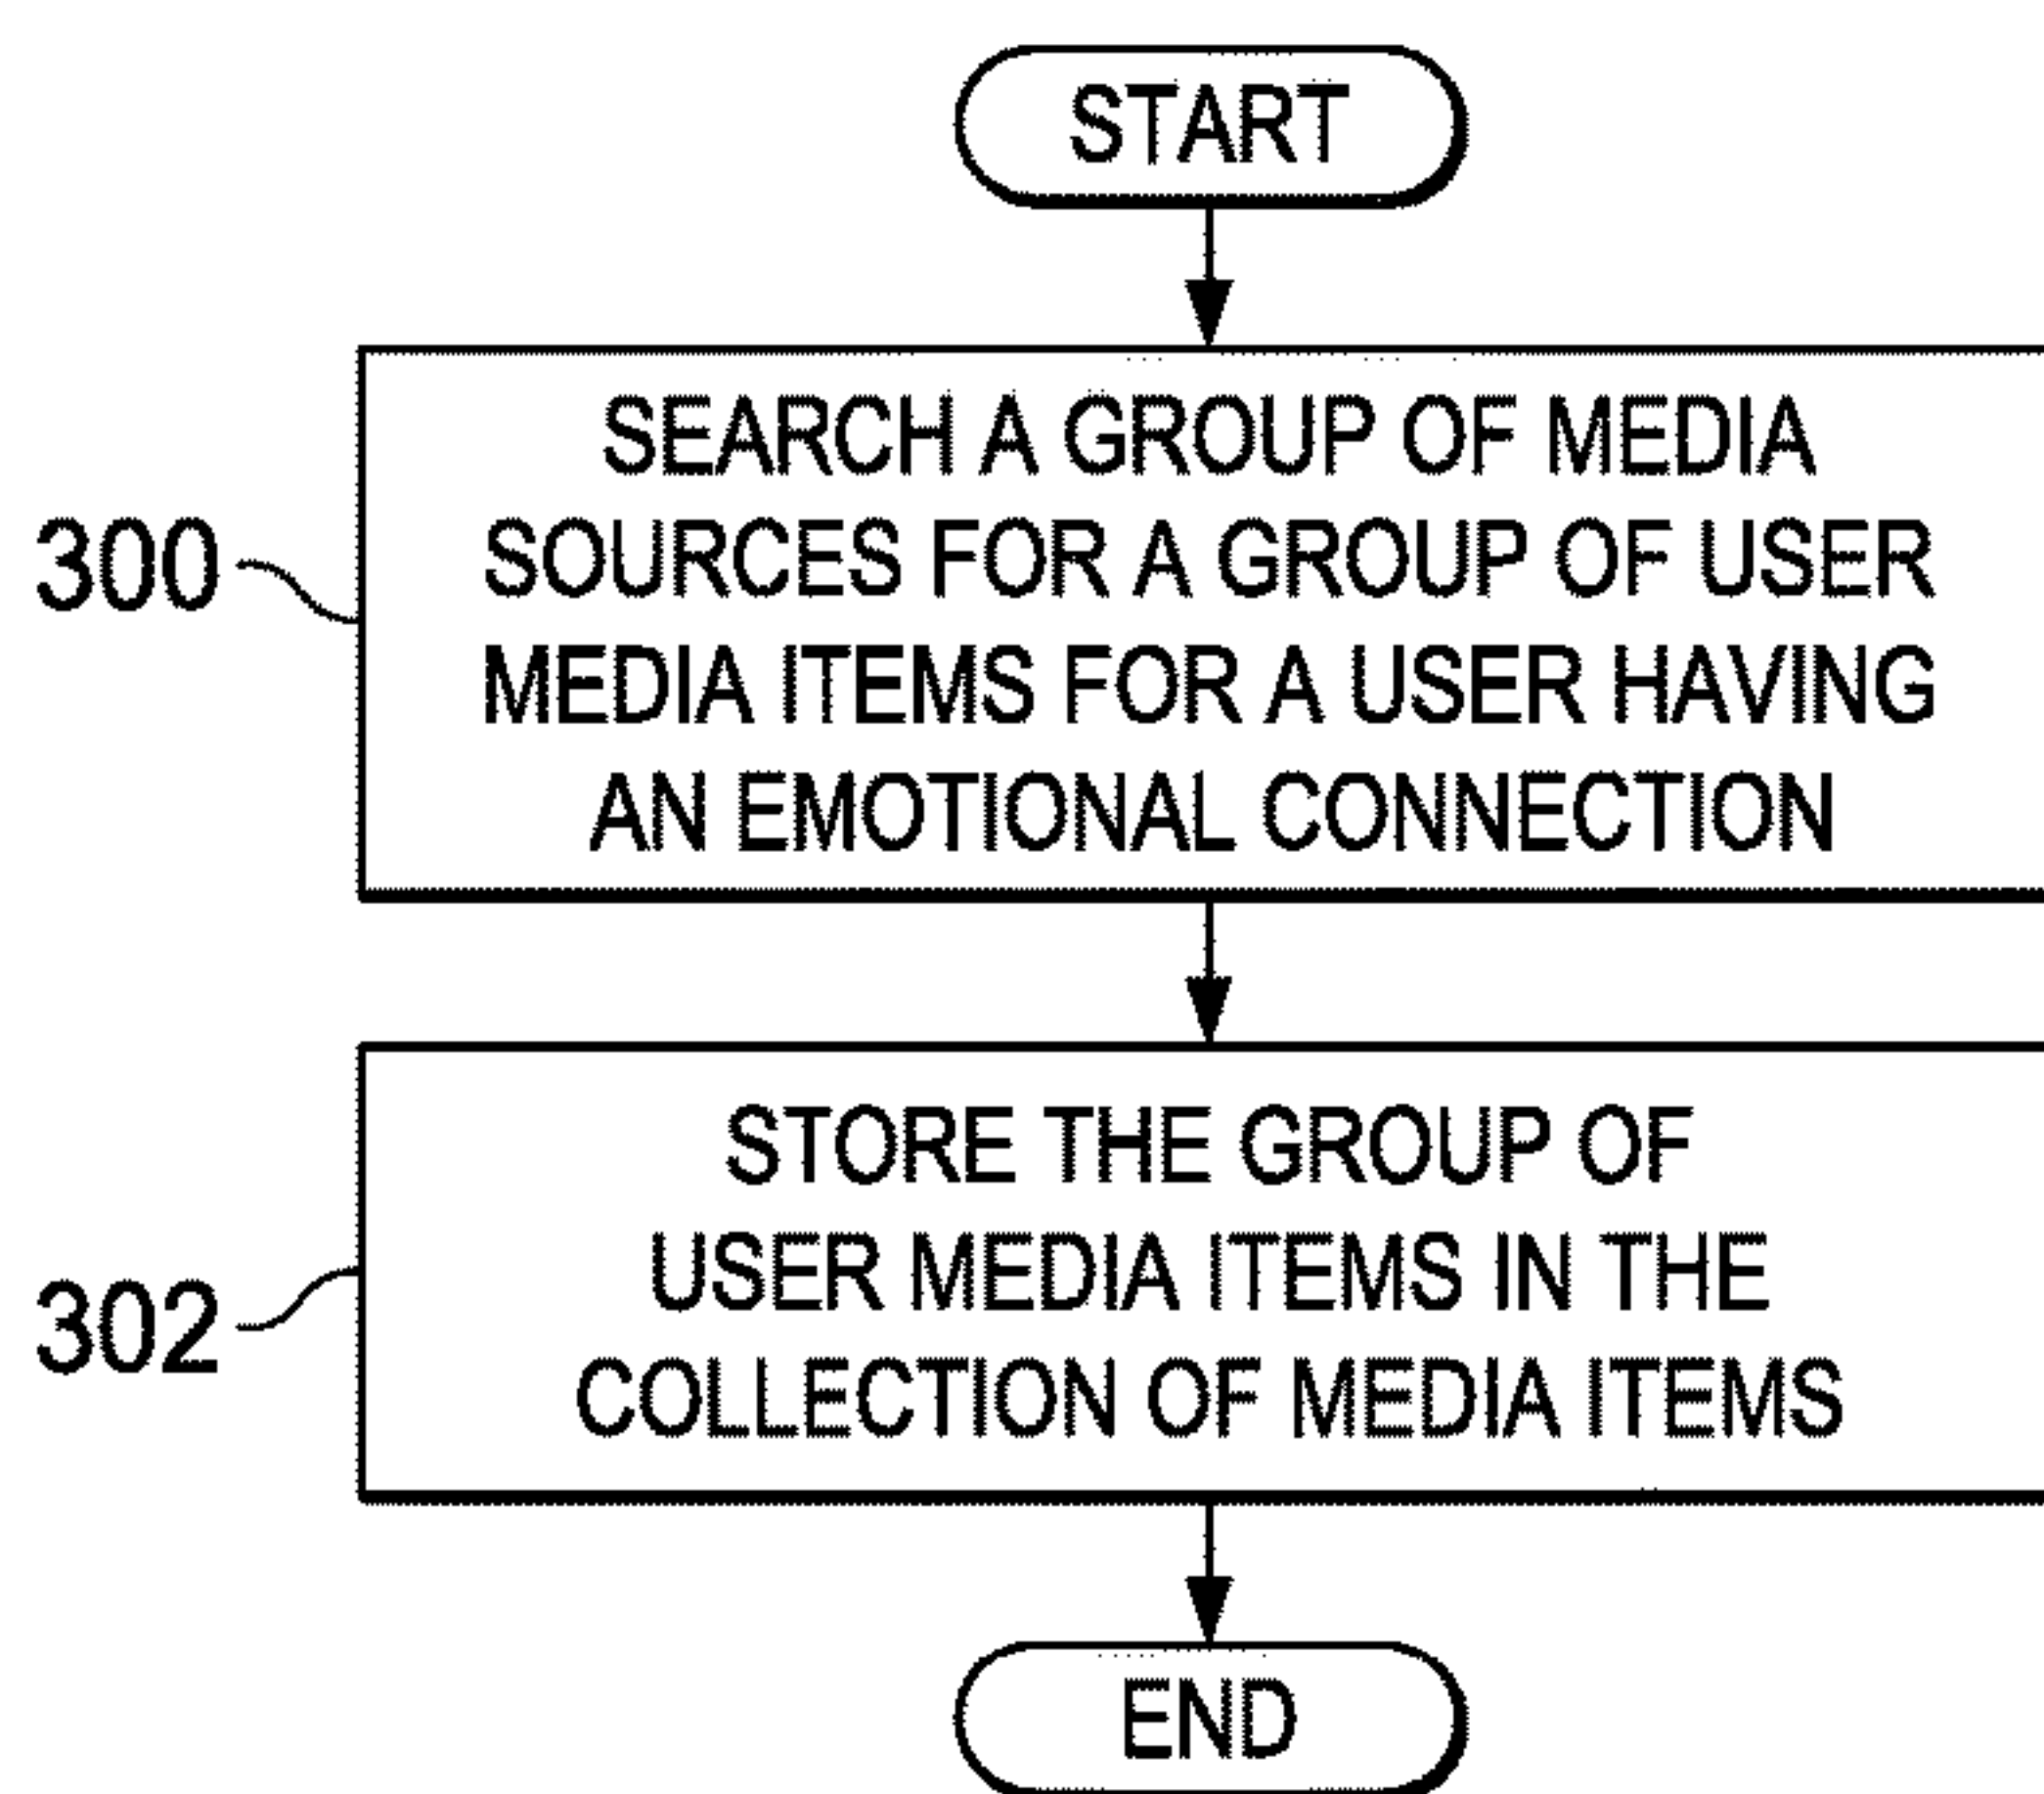 START
SEARCH A GROUP OF MEDIA
SOURCES FOR A GROUP OF USER
MEDIA ITEMS FOR A USER HAVING
AN EMOTIONAL CONNECTION
300
STORE THE GROUP OF
USER MEDIA ITEMS IN THE
COLLECTION OF MEDIA ITEMS
302
END